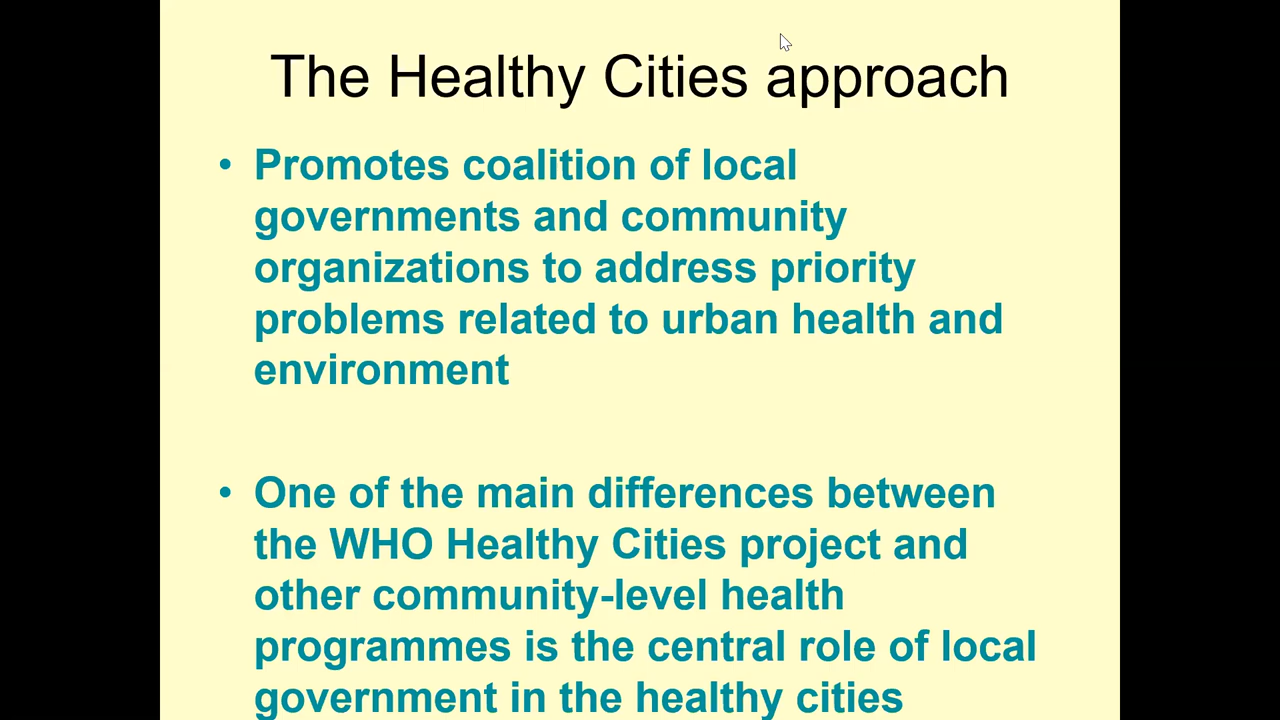 The Healthy Cities approach
• Promotes coalition of local
governments and community
organizations to address priority
problems related to urban health and
environment
• One of the main differences between
the WHO Healthy Cities project and
other community-level health
programmes is the central role of local
government in the healthy cities